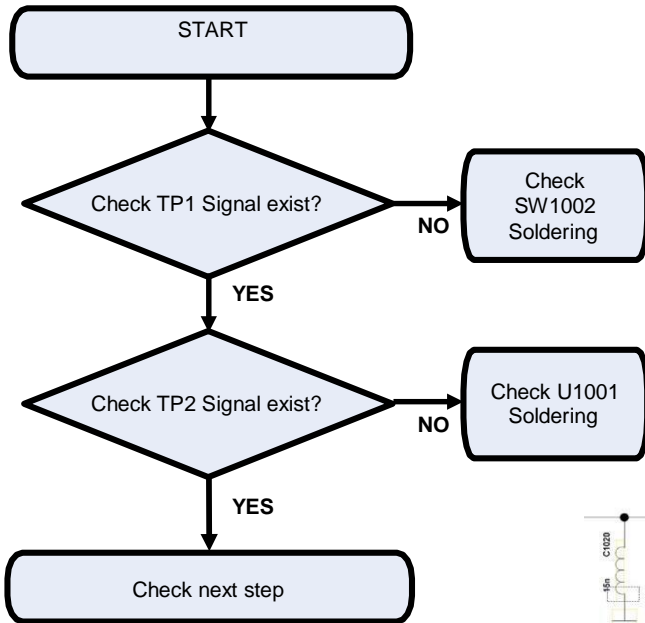 START
Check TP1 Signal exist?
NO
Check
SW1002
Soldering
YES
Check TP2 Signal exist?
NO
Check U1001
Soldering
YES
Check next step
C1020
15n